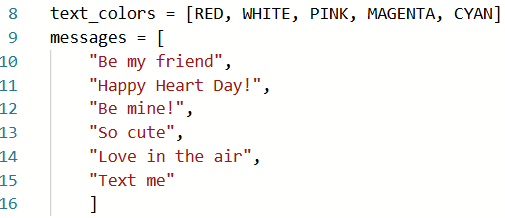 8 text_colors = [RED, WHITE, PINK, MAGENTA, CYAN]
9 messages = [
10 "Be my friend",
11 "Happy Heart Day!",
12 "Be mine!",
13 "So cute",
14 "Love in the air",
15 "Text me"
16 ]